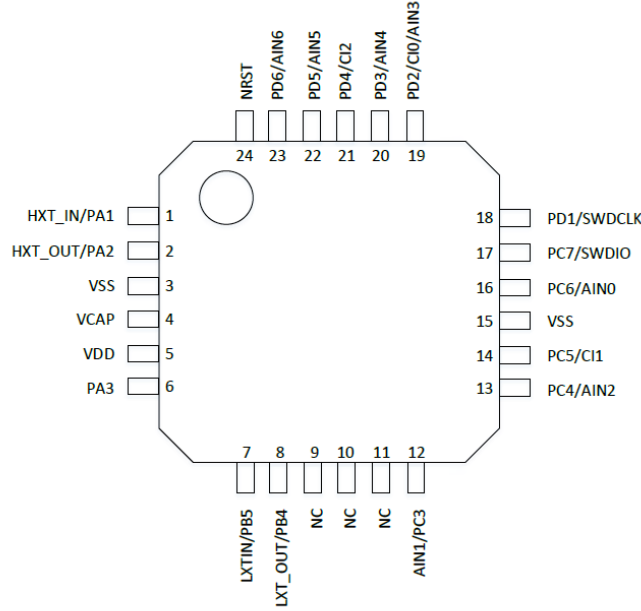 NRST
PD6/AIN6
PD5/AIN5
PD4/CI2
PD3/AIN4
PD2/CI0/AIN3
24 23 22 21 20 19
HXT_IN/PA1 1
HXT_OUT/PA2 2
VSS 3
VCAP 4
VDD 5
PA3 6
18 PD1/SWDCLK
17 PC7/SWDIO
16 PC6/AIN0
15 VSS
14 PC5/CI1
13 PC4/AIN2
7 8 9 10 11 12
LXTIN/PB5
LXT_OUT/PB4
NC
NC
NC
AIN1/PC3